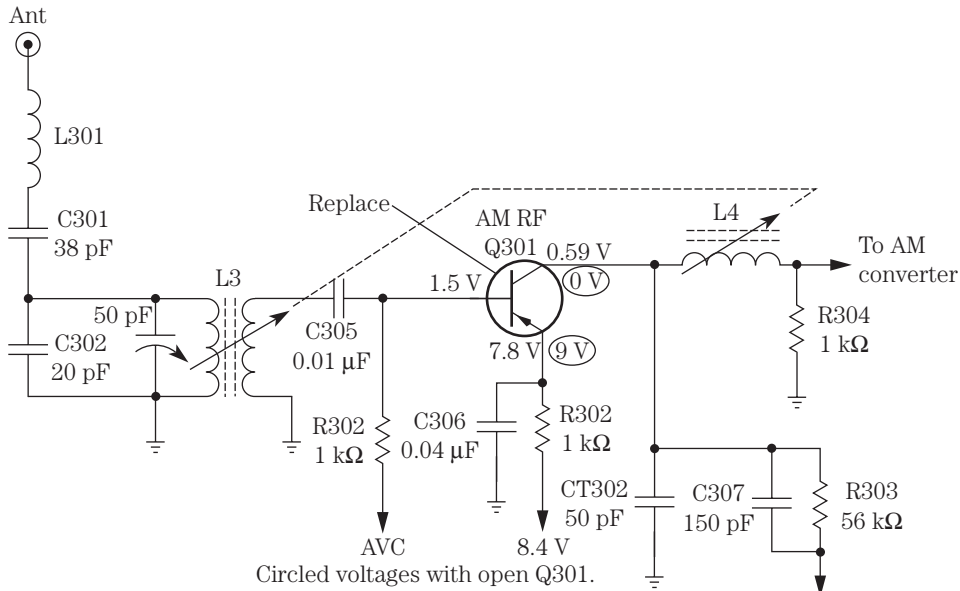 Ant
L301
C301
38 pF
Replace
AM RF
Q301
0.59 V
0 V
L4
To AM
converter
1.5 V
50 pF
L3
C302
20 pF
C305
0.01 µF
7.8 V
9 V
R304
1 kΩ
R302
1 kΩ
C306
0.04 µF
R302
1 kΩ
CT302
50 pF
C307
150 pF
R303
56 kΩ
AVC
8.4 V
Circled voltages with open Q301.